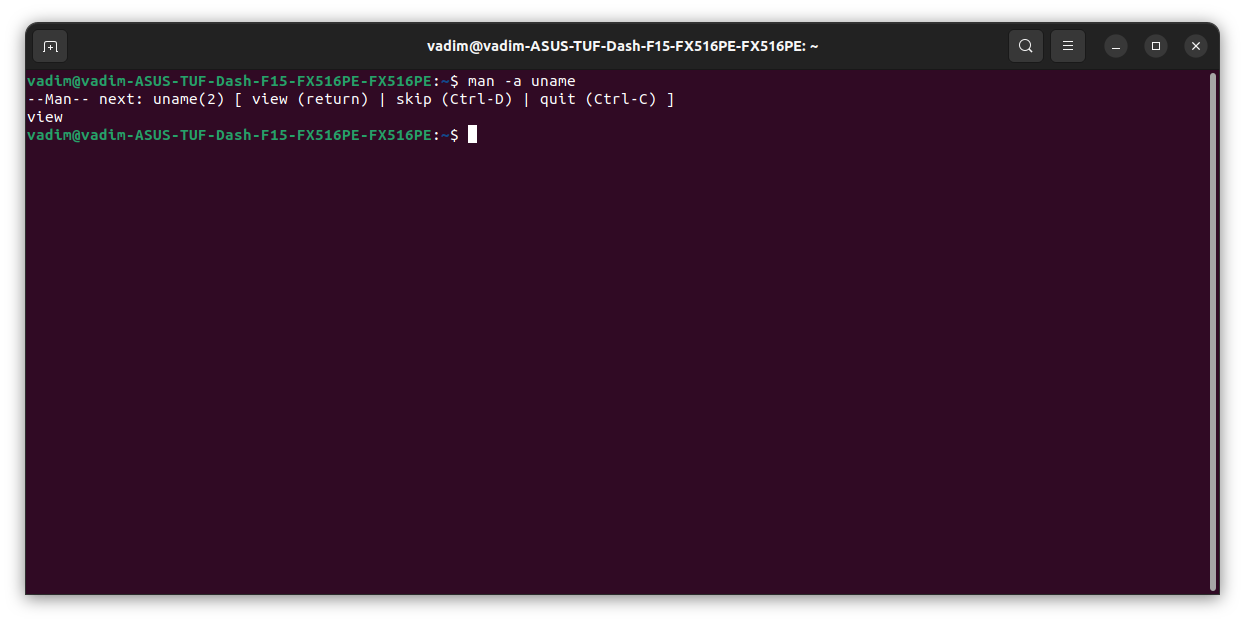 vadim@vadim-ASUS-TUF-Dash-F15-FX516PE-FX516PE: ~
vadim@vadim-ASUS-TUF-Dash-F15-FX516PE-FX516PE:~$ man -a uname
--Man-- next: uname(2) [ view (return) | skip (Ctrl-D) | quit (Ctrl-C) ]
view
vadim@vadim-ASUS-TUF-Dash-F15-FX516PE-FX516PE:~$